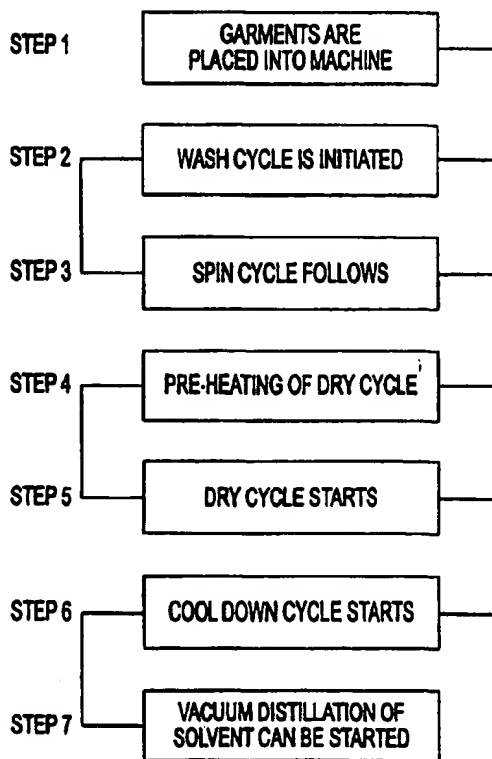 STEP 1
GARMENTS ARE
PLACED INTO MACHINE
STEP 2
WASH CYCLE IS INITIATED
STEP 3
SPIN CYCLE FOLLOWS
STEP 4
PRE-HEATING OF DRY CYCLE
STEP 5
DRY CYCLE STARTS
STEP 6
COOL DOWN CYCLE STARTS
STEP 7
VACUUM DISTILLATION OF
SOLVENT CAN BE STARTED